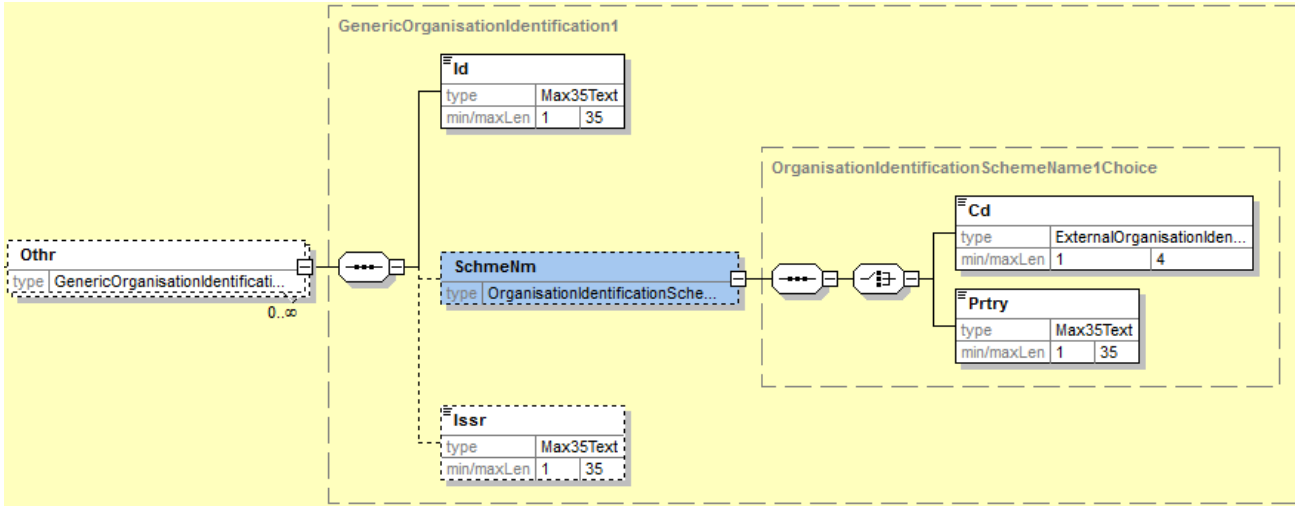 GenericOrganisationIdentification1
Id
type Max35Text
min/maxLen 1 35
OrganisationIdentificationSchemeName1Choice
Cd
type ExternalOrganisationIden...
min/maxLen 1 4
Othr
type GenericOrganisationIdentificati...
0..∞
SchmeNm
type OrganisationIdentificationSche...
Prtry
type Max35Text
min/maxLen 1 35
Issr
type Max35Text
min/maxLen 1 35